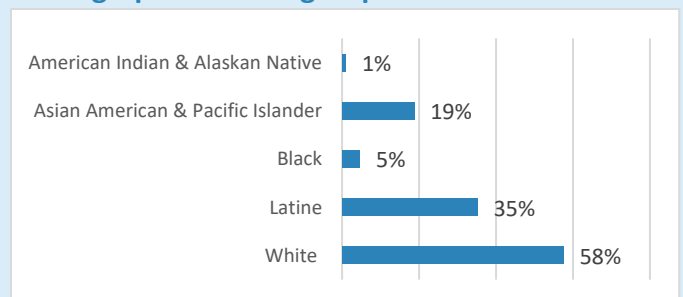 American Indian & Alaskan Native 1%
Asian American & Pacific Islander 19%
Black 5%
Latine 35%
White 58%